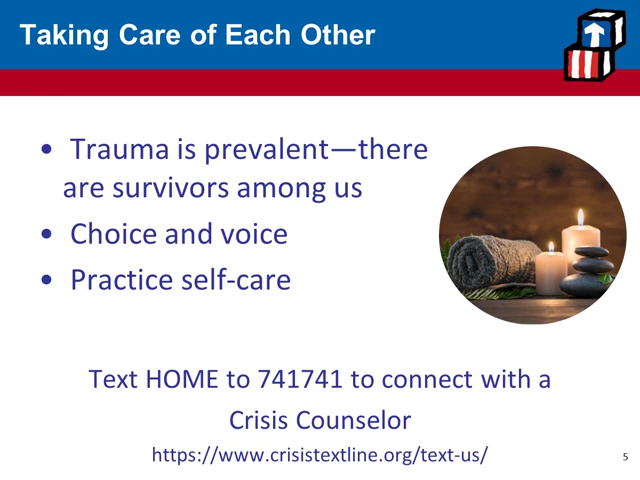 Taking Care of Each Other
• Trauma is prevalent—there
are survivors among us
• Choice and voice
• Practice self-care
Text HOME to 741741 to connect with a
Crisis Counselor
https://www.crisistextline.org/text-us/
5